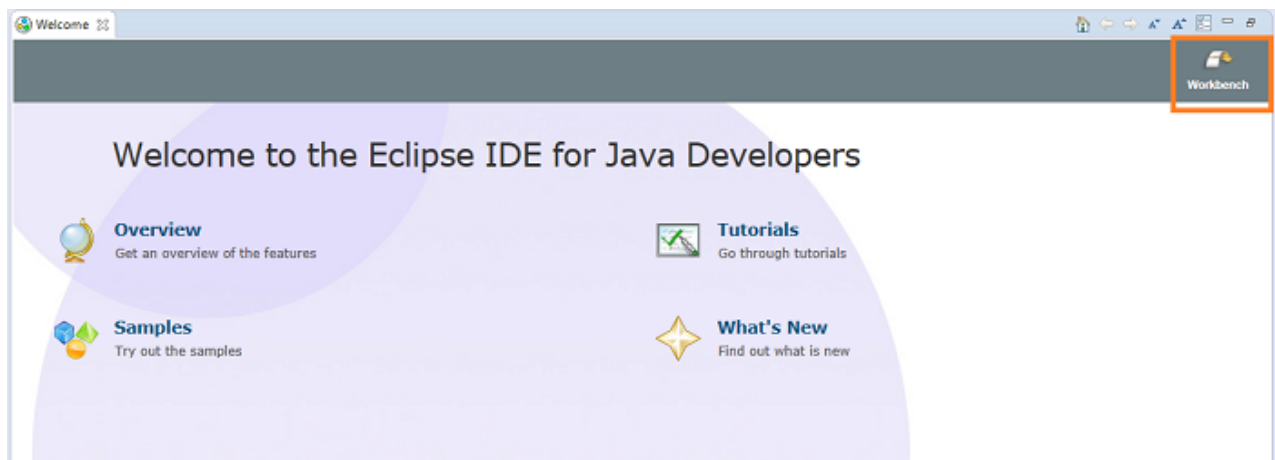 Welcome
Workbench
Welcome to the Eclipse IDE for Java Developers
Overview
Get an overview of the features
Tutorials
Go through tutorials
Samples
Try out the samples
What's New
Find out what is new